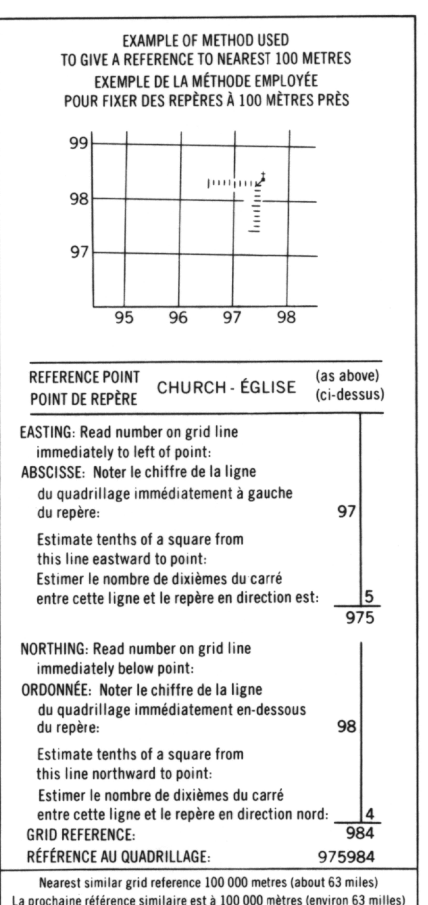 EXAMPLE OF METHOD USED
TO GIVE A REFERENCE TO NEAREST 100 METRES
EXEMPLE DE LA MÉTHODE EMPLOYÉE
POUR FIXER DES REPÈRES À 100 MÈTRES PRÈS
99
98
97
95 96 97 98
REFERENCE POINT
POINT DE REPÈRE
CHURCH - ÉGLISE
(as above)
(ci-dessus)
EASTING: Read number on grid line
immediately to left of point:
ABSCISSE: Noter le chiffre de la ligne
du quadrillage immédiatement à gauche
du repère: 97
Estimate tenths of a square from
this line eastward to point:
Estimer le nombre de dixièmes du carré
entre cette ligne et le repère en direction est: 5
975
NORTHING: Read number on grid line
immediately below point:
ORDONNÉE: Noter le chiffre de la ligne
du quadrillage immédiatement en-dessous
du repère: 98
Estimate tenths of a square from
this line northward to point:
Estimer le nombre de dixièmes du carré
entre cette ligne et le repère en direction nord: 4
GRID REFERENCE: 984
RÉFÉRENCE AU QUADRILLAGE: 975984
Nearest similar grid reference 100 000 metres (about 63 miles)
La prochaine référence similaire est à 100 000 mètres (environ 63 milles)